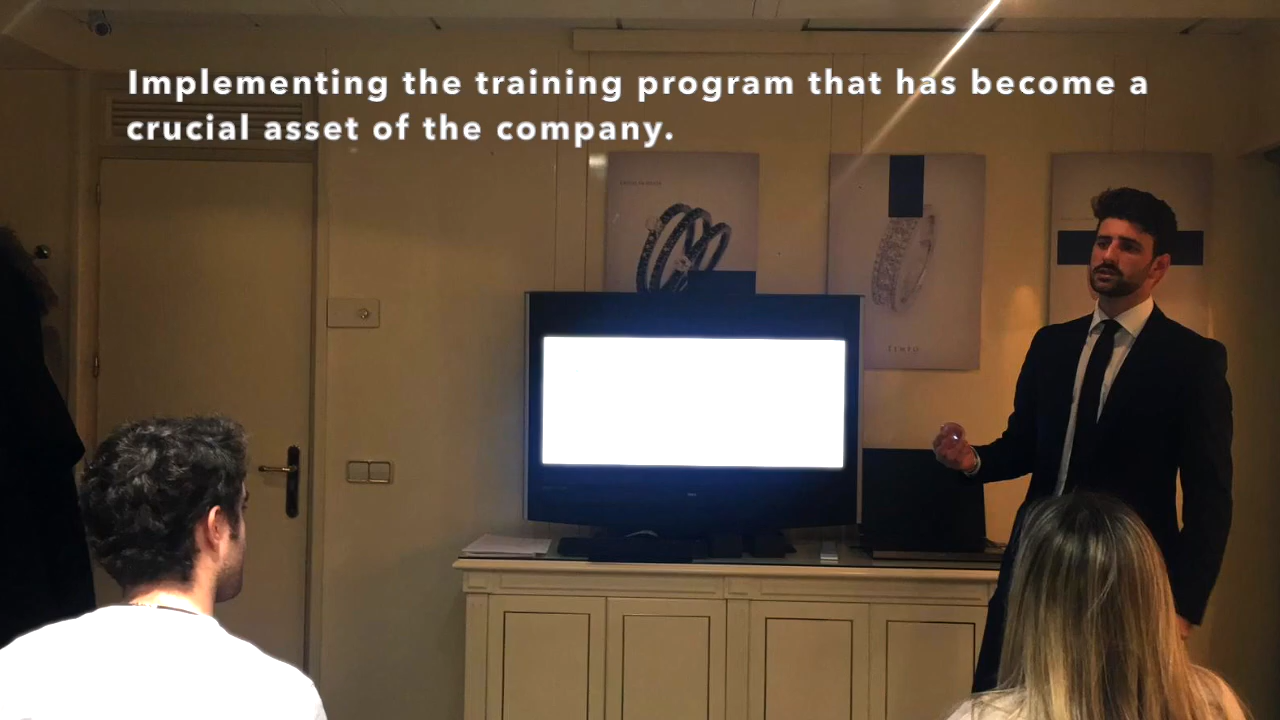 Implementing the training program that has become a
crucial asset of the company.